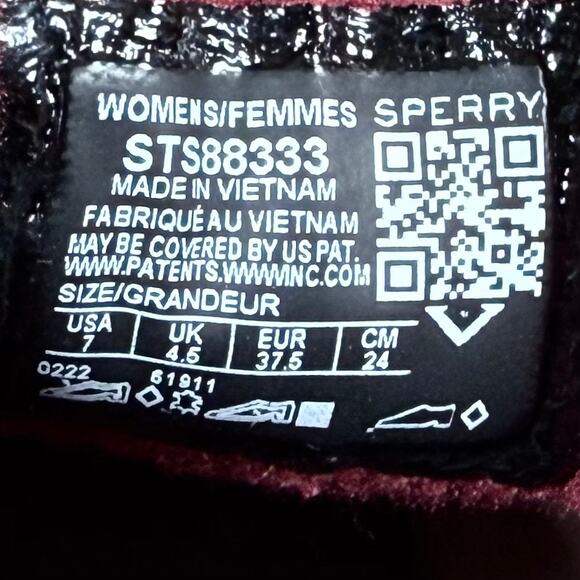 WOMENS/FEMMES SPERRY
STS88333
MADE IN VIETNAM
FABRIQUÉ AU VIETNAM
MAY BE COVERED BY US PAT.
WWW.PATENTS.WWWINC.COM
SIZE/GRANDEUR
USA UK EUR CM
7 4.5 37.5 24
0222 61911